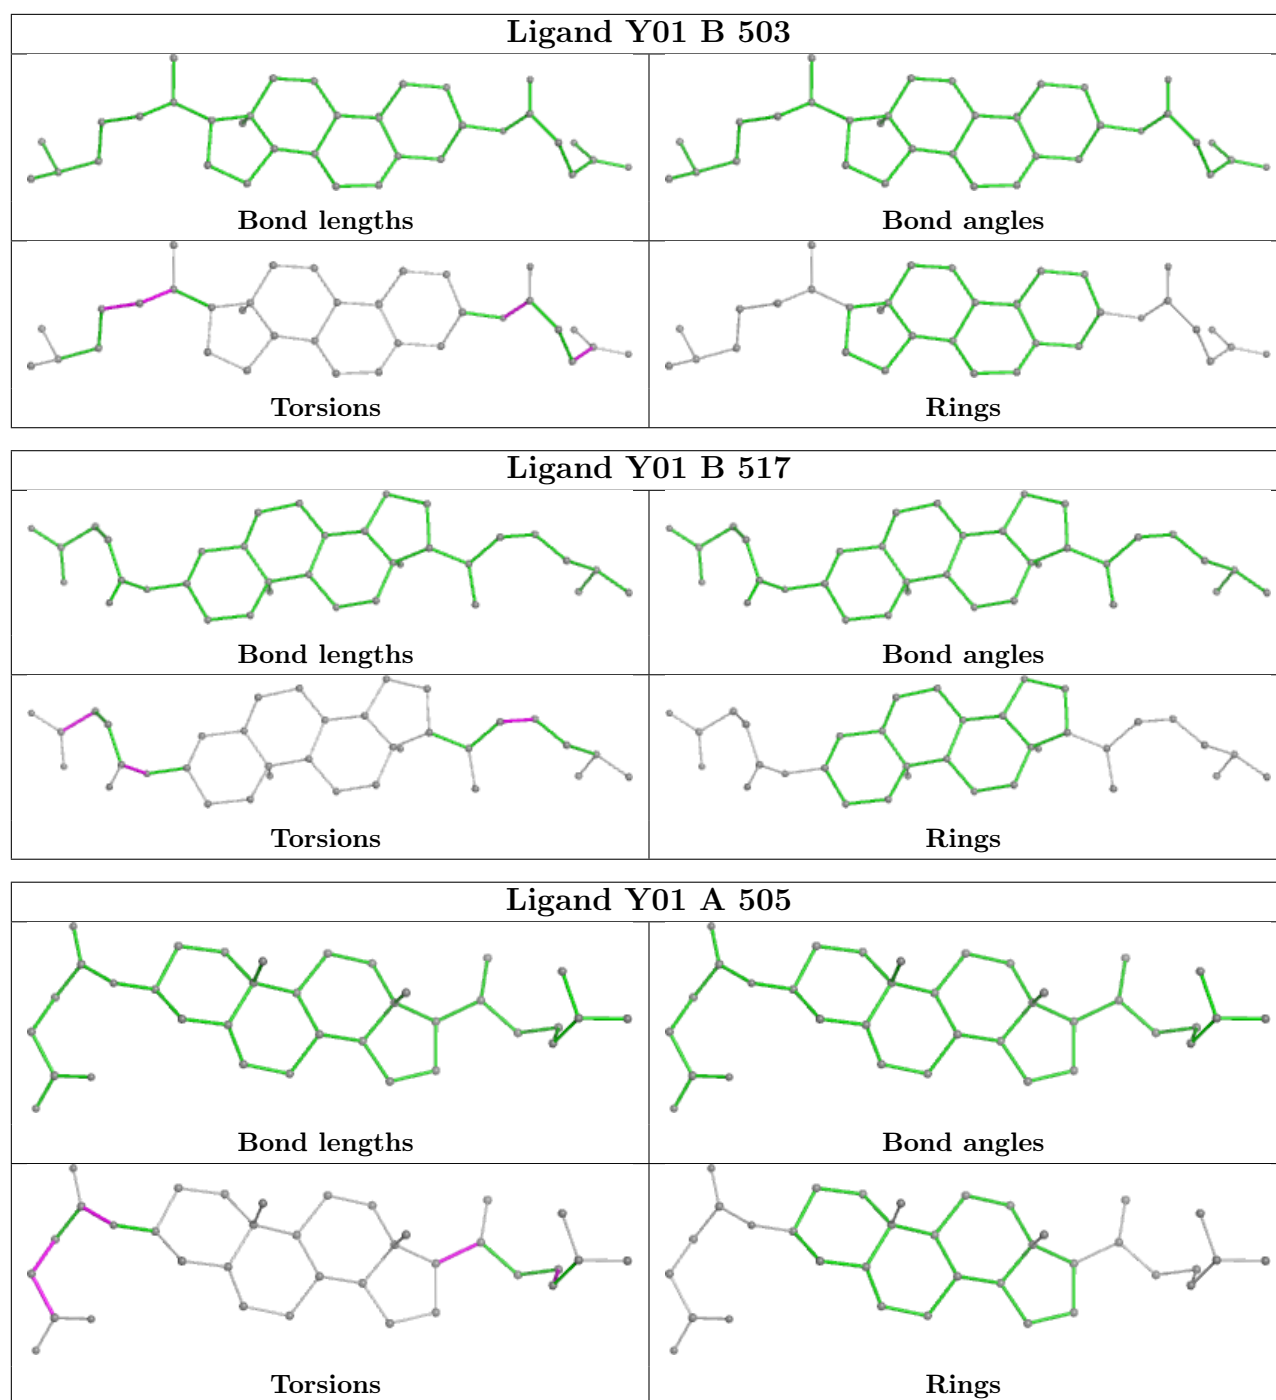 Ligand Y01 B 503
Bond lengths
Bond angles
Torsions
Rings
Ligand Y01 B 517
Bond lengths
Bond angles
Torsions
Rings
Ligand Y01 A 505
Bond lengths
Bond angles
Torsions
Rings